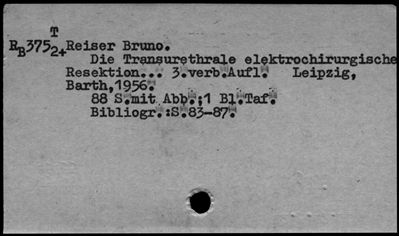 T
RB375 2+ Reiser Bruno.
Die Transurethrale elektrochirurgische
Resektion... 3.verb.Aufl. Leipzig,
Barth,1956.
88 S.mit Abb.;1 Bl.Taf.
Bibliogr.:S.83-87.